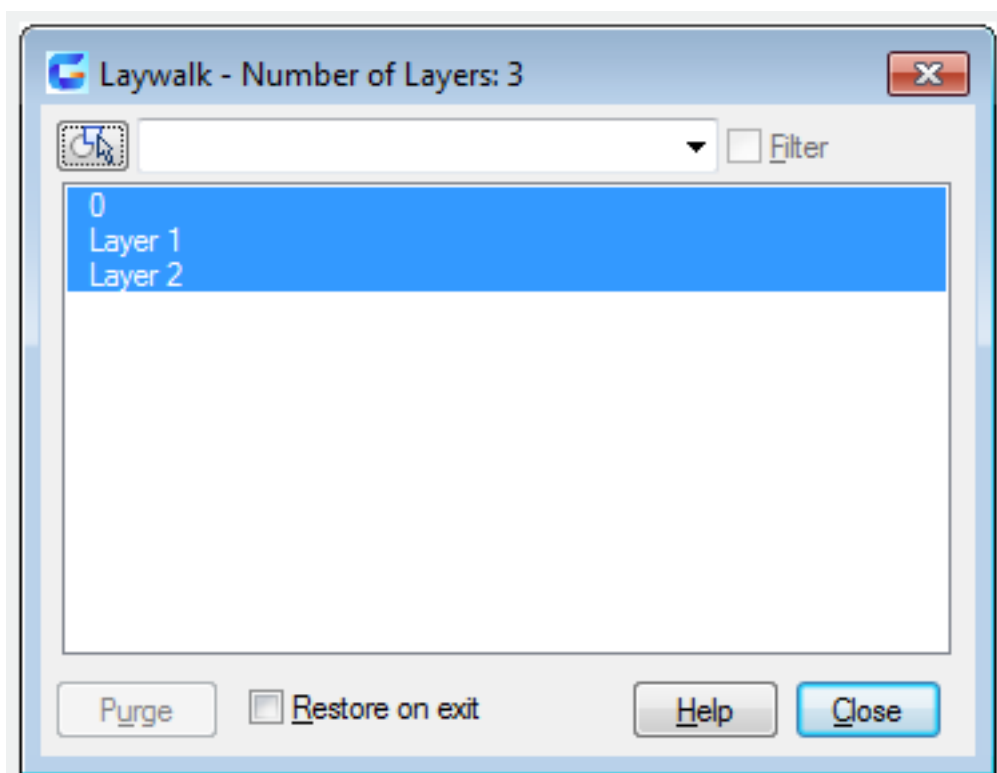 Laywalk - Number of Layers: 3
Filter
0
Layer 1
Layer 2
Purge
Restore on exit
Help
Close